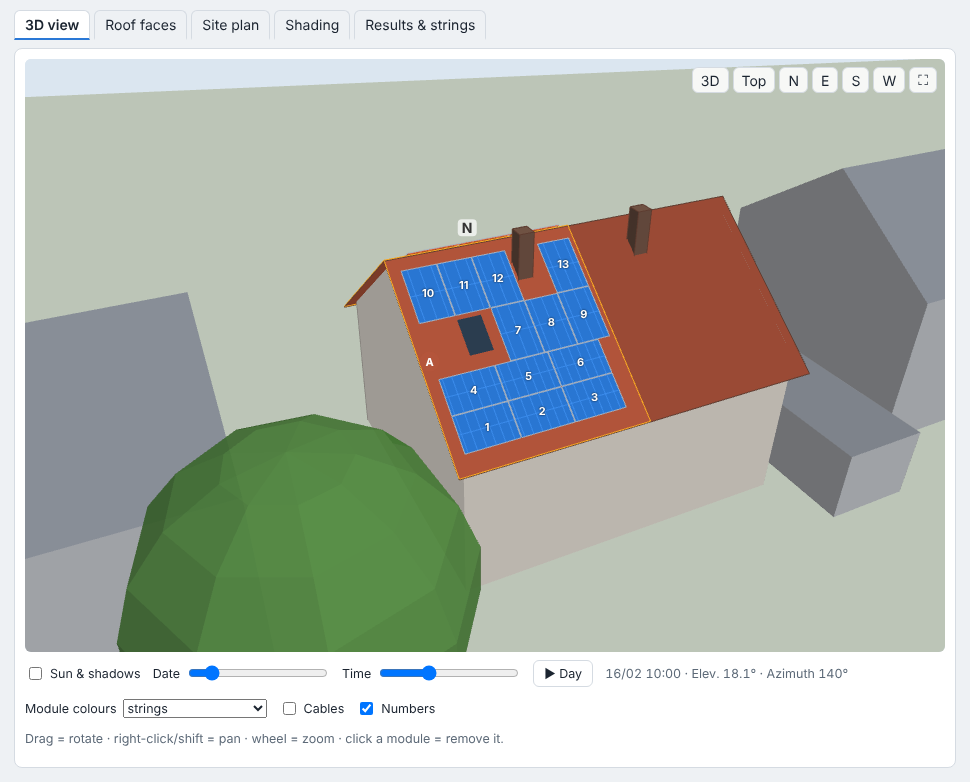 3D view Roof faces Site plan Shading Results & strings
3D Top N E S W
N
13
10 11 12
7 8 9
A
4 5 6
1 2 3
Sun & shadows Date Time ▶ Day 16/02 10:00 · Elev. 18.1° · Azimuth 140°
Module colours strings Cables Numbers
Drag = rotate · right-click/shift = pan · wheel = zoom · click a module = remove it.